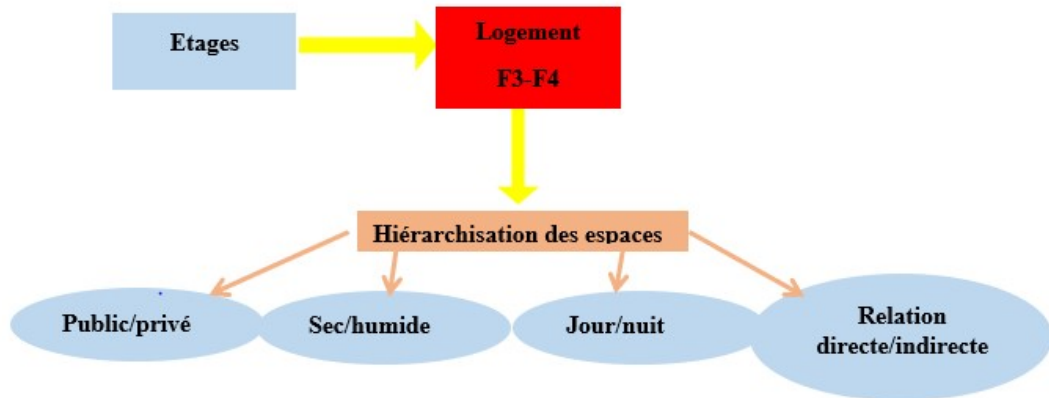 Etages
Logement
F3-F4
Hiérarchisation des espaces
Public/privé
Sec/humide
Jour/nuit
Relation
directe/indirecte